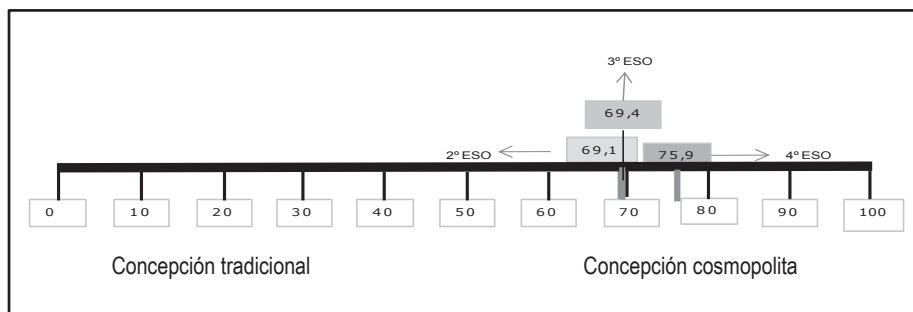 3º ESO
69,4
2º ESO 69,1 75,9 4º ESO
0 10 20 30 40 50 60 70 80 90 100
Concepción tradicional Concepción cosmopolita